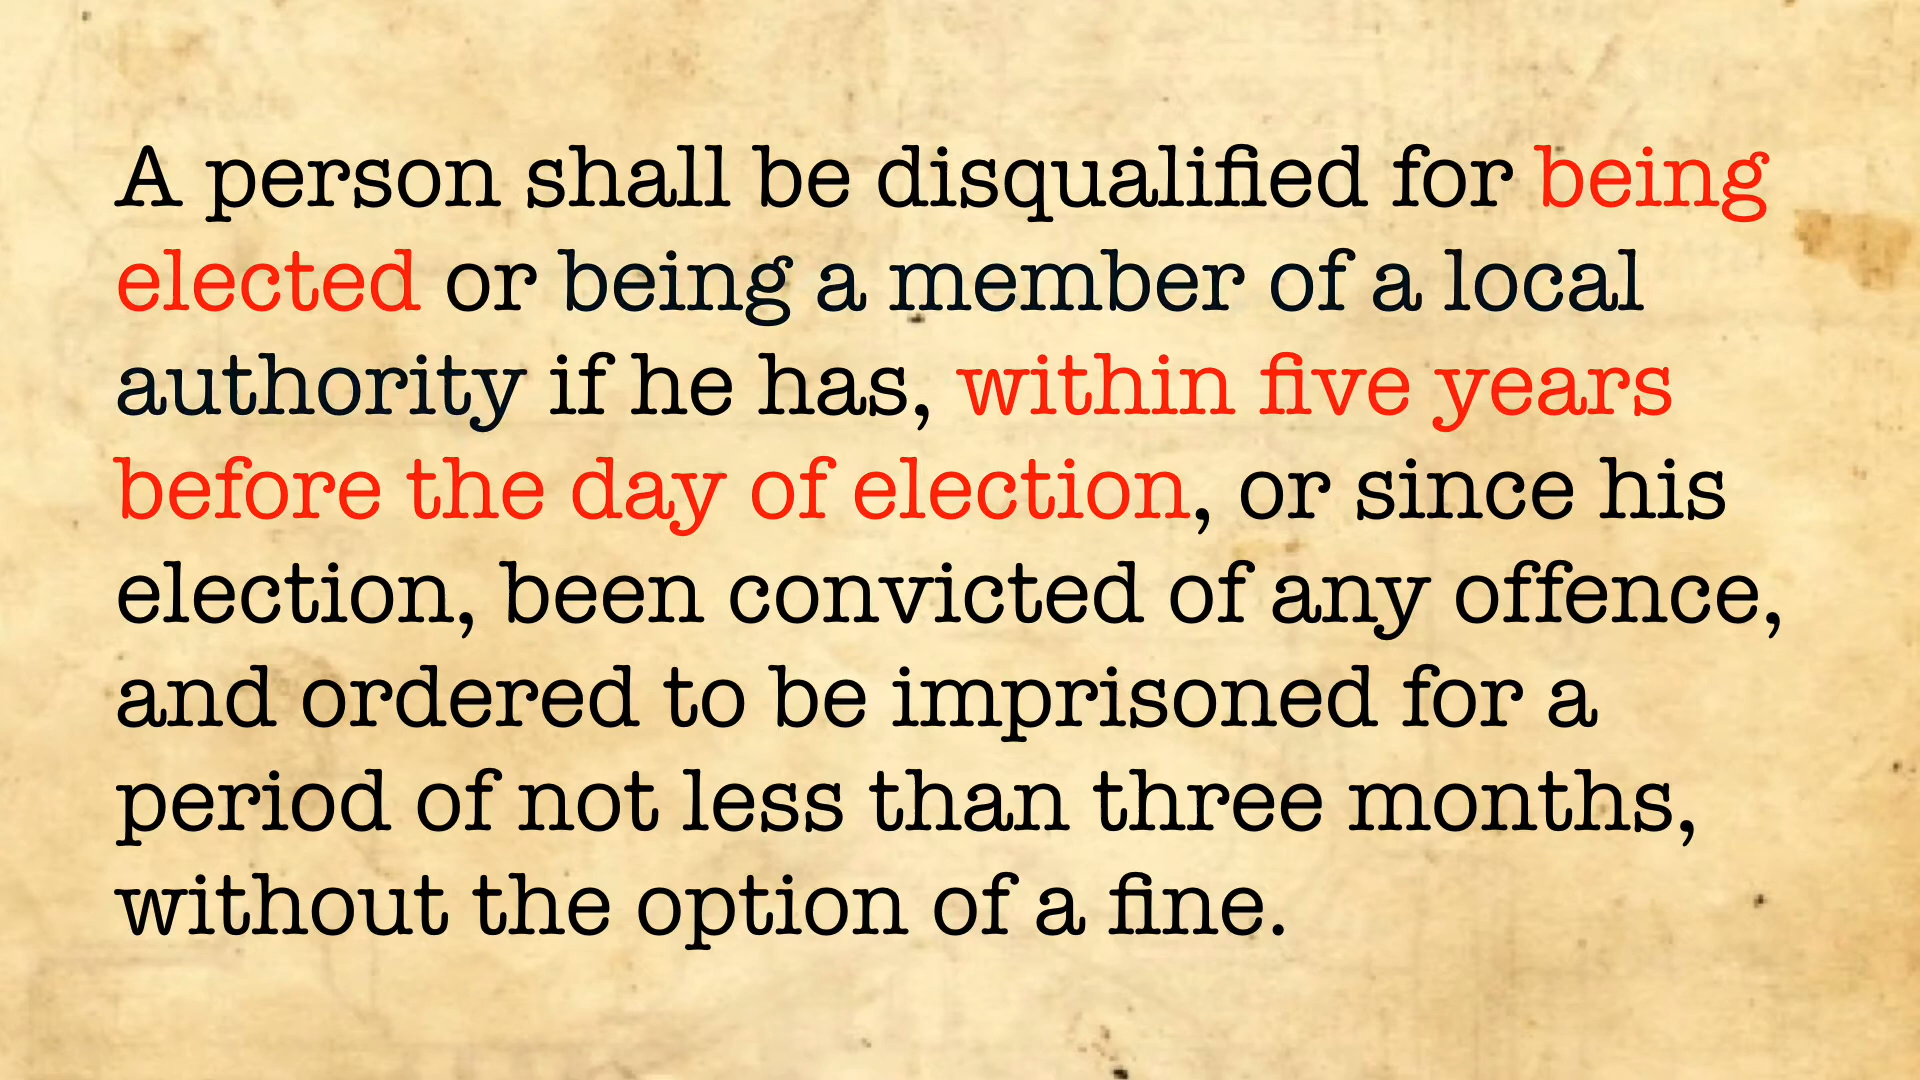 A person shall be disqualified for being
elected or being a member of a local
authority if he has, within five years
before the day of election, or since his
election, been convicted of any offence,
and ordered to be imprisoned for a
period of not less than three months,
without the option of a fine.